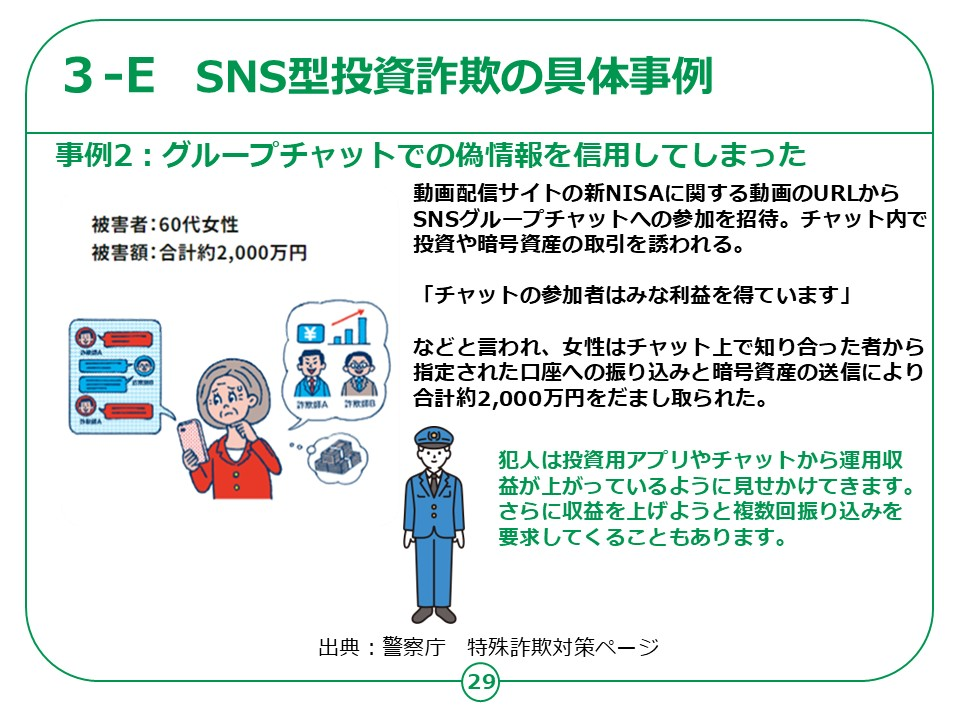 ３-E　SNS型投資詐欺の具体事例
事例2：グループチャットでの偽情報を信用してしまった
被害者：60代女性
被害額：合計約2,000万円
動画配信サイトの新NISAに関する動画のURLから
SNSグループチャットへの参加を招待。チャット内で
投資や暗号資産の取引を誘われる。
「チャットの参加者はみな利益を得ています」
などと言われ、女性はチャット上で知り合った者から
指定された口座への振り込みと暗号資産の送信により
合計約2,000万円をだまし取られた。
詐欺師A
詐欺師B
詐欺師A
¥
詐欺師A
詐欺師B
犯人は投資用アプリやチャットから運用収
益が上がっているように見せかけてきます。
さらに収益を上げようと複数回振り込みを
要求してくることもあります。
出典：警察庁　特殊詐欺対策ページ
29